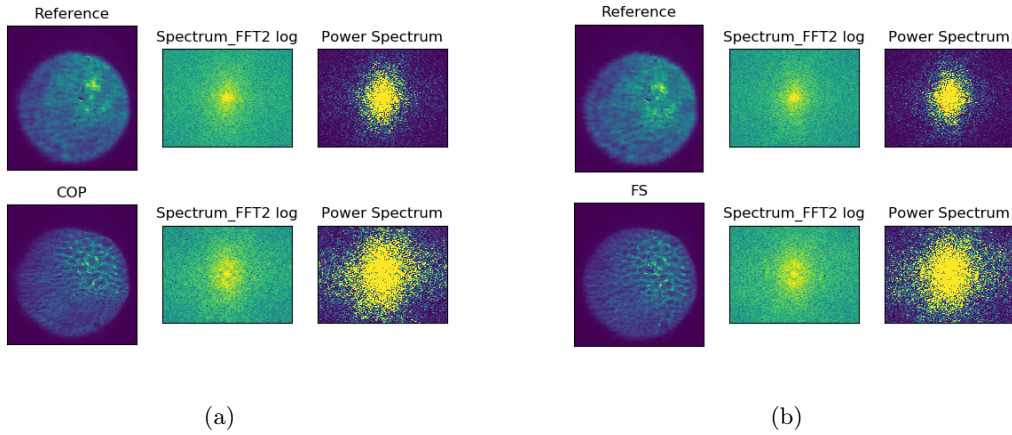 Reference
Spectrum_FFT2 log
Power Spectrum
COP
Spectrum_FFT2 log
Power Spectrum
(a)
Reference
Spectrum_FFT2 log
Power Spectrum
FS
Spectrum_FFT2 log
Power Spectrum
(b)